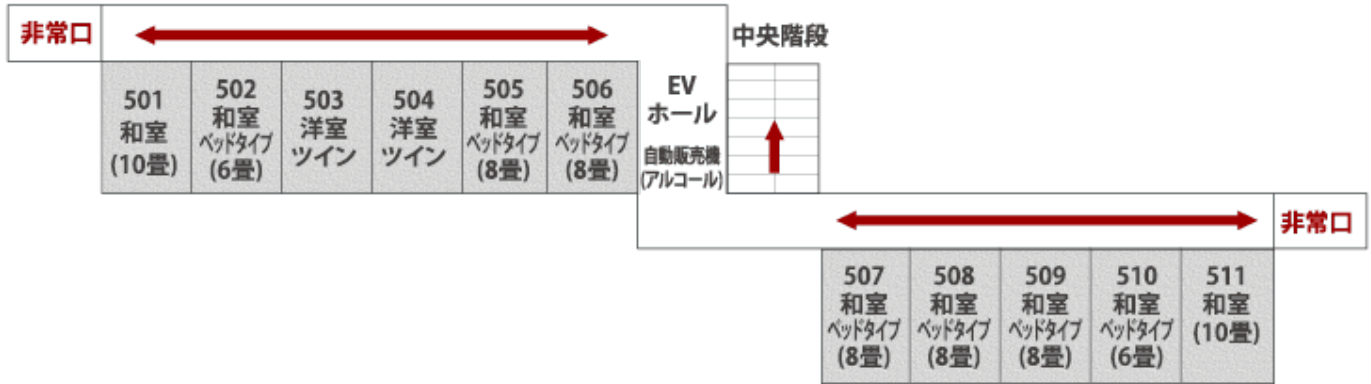 非常口
中央階段
501
和室
(10畳)
502
和室
ベッドタイプ
(6畳)
503
洋室
ツイン
504
洋室
ツイン
505
和室
ベッドタイプ
(8畳)
506
和室
ベッドタイプ
(8畳)
EV
ホール
自動販売機
(アルコール)
非常口
507
和室
ベッドタイプ
(8畳)
508
和室
ベッドタイプ
(8畳)
509
和室
ベッドタイプ
(8畳)
510
和室
ベッドタイプ
(6畳)
511
和室
(10畳)